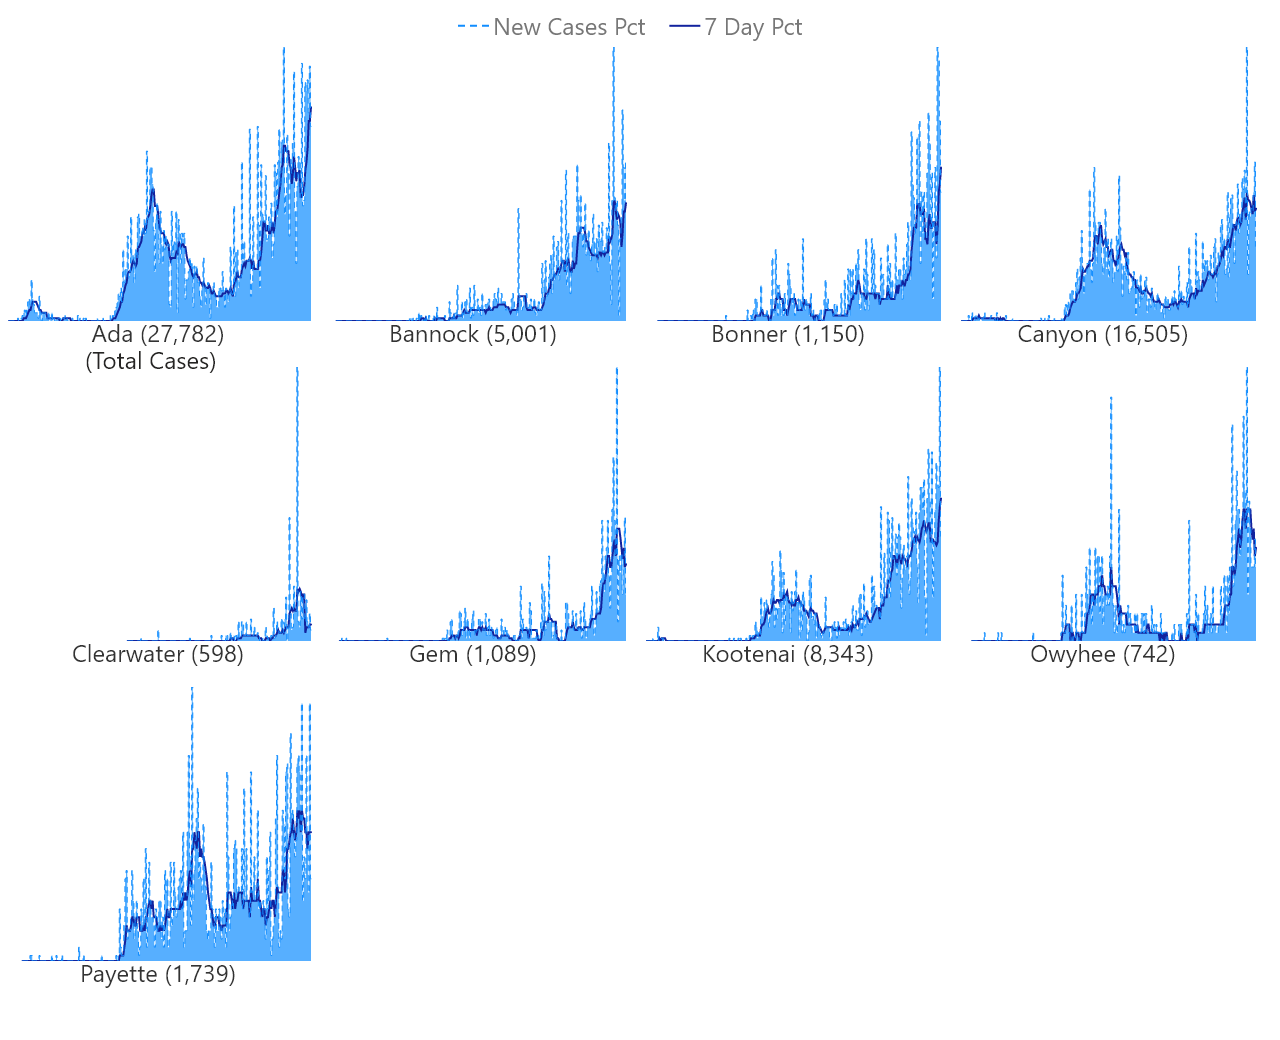 New Cases Pct 7 Day Pct
Ada (27,782) Bannock (5,001) Bonner (1,150) Canyon (16,505)
(Total Cases)
Clearwater (598) Gem (1,089) Kootenai (8,343) Owyhee (742)
Payette (1,739)